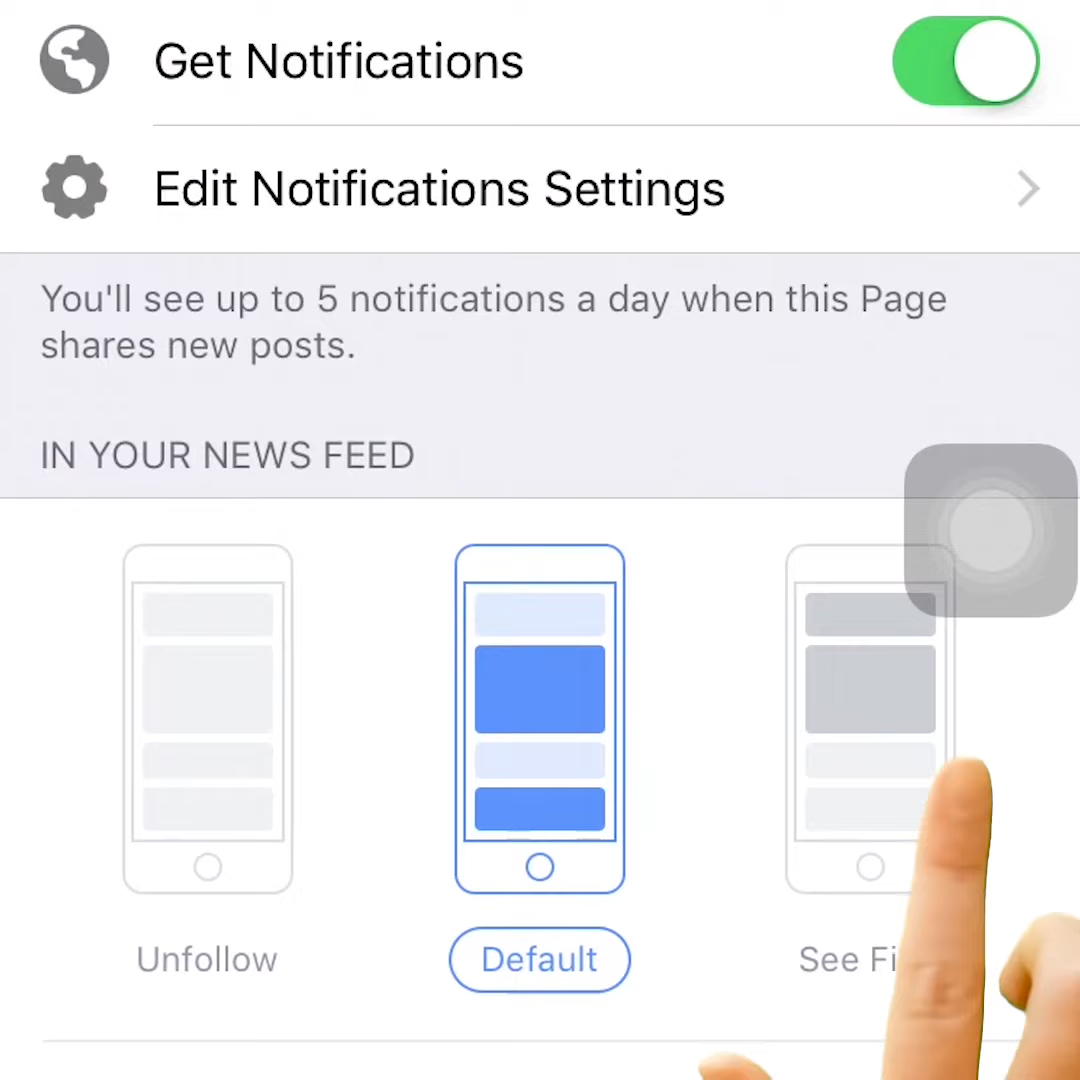 Get Notifications
Edit Notifications Settings
You'll see up to 5 notifications a day when this Page
shares new posts.
IN YOUR NEWS FEED
Unfollow
Default
See